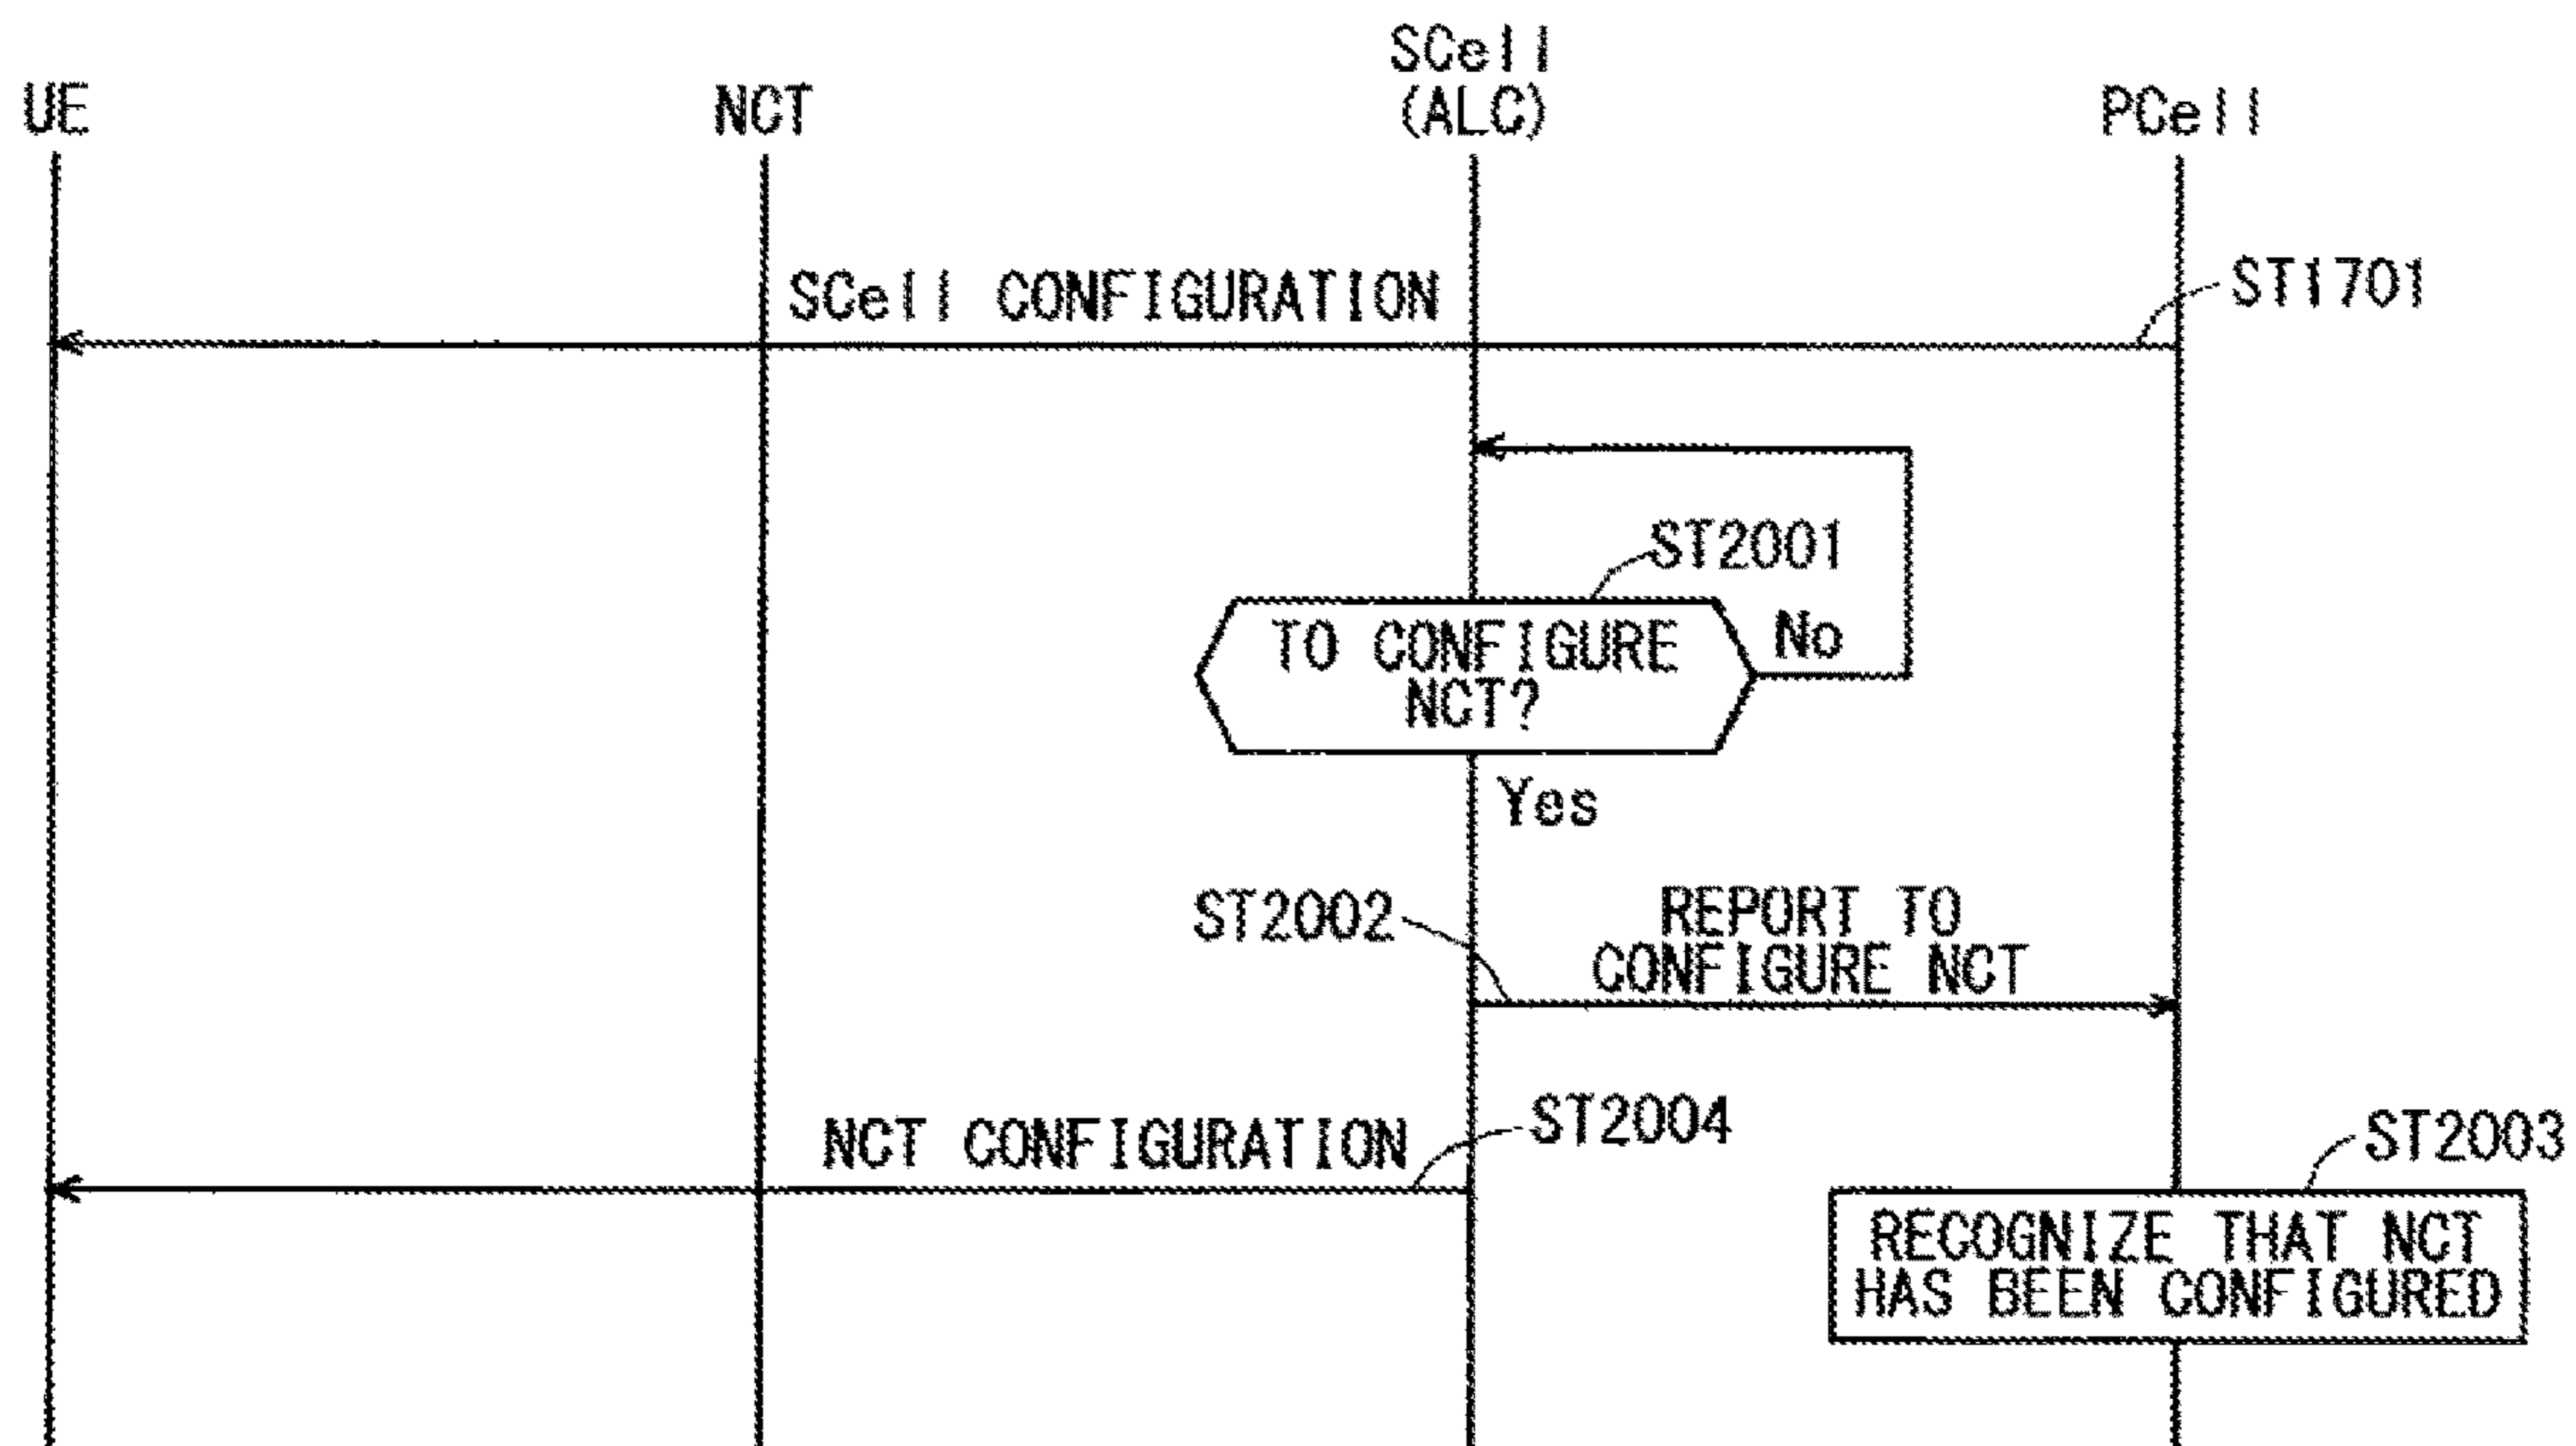 UE
NCT
SCell
(ALC)
PCell
SCell CONFIGURATION
ST1701
ST2001
TO CONFIGURE
NCT?
No
Yes
ST2002
REPORT TO
CONFIGURE NCT
NCT CONFIGURATION
ST2004
ST2003
RECOGNIZE THAT NCT
HAS BEEN CONFIGURED